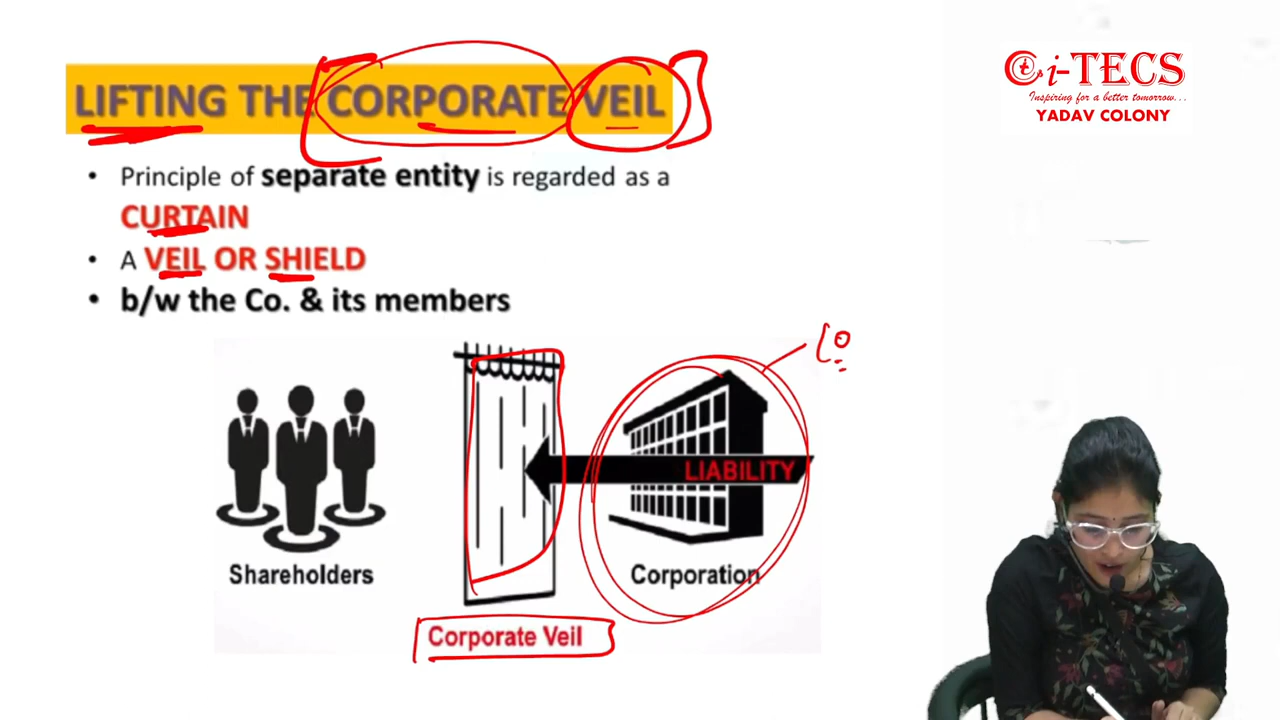 LIFTING THE CORPORATE VEIL
• Principle of separate entity is regarded as a
CURTAIN
• A VEIL OR SHIELD
• b/w the Co. & its members
Co
LIABILITY
Shareholders
Corporation
Corporate Veil
i-TECS
Inspiring for a better tomorrow...
YADAV COLONY